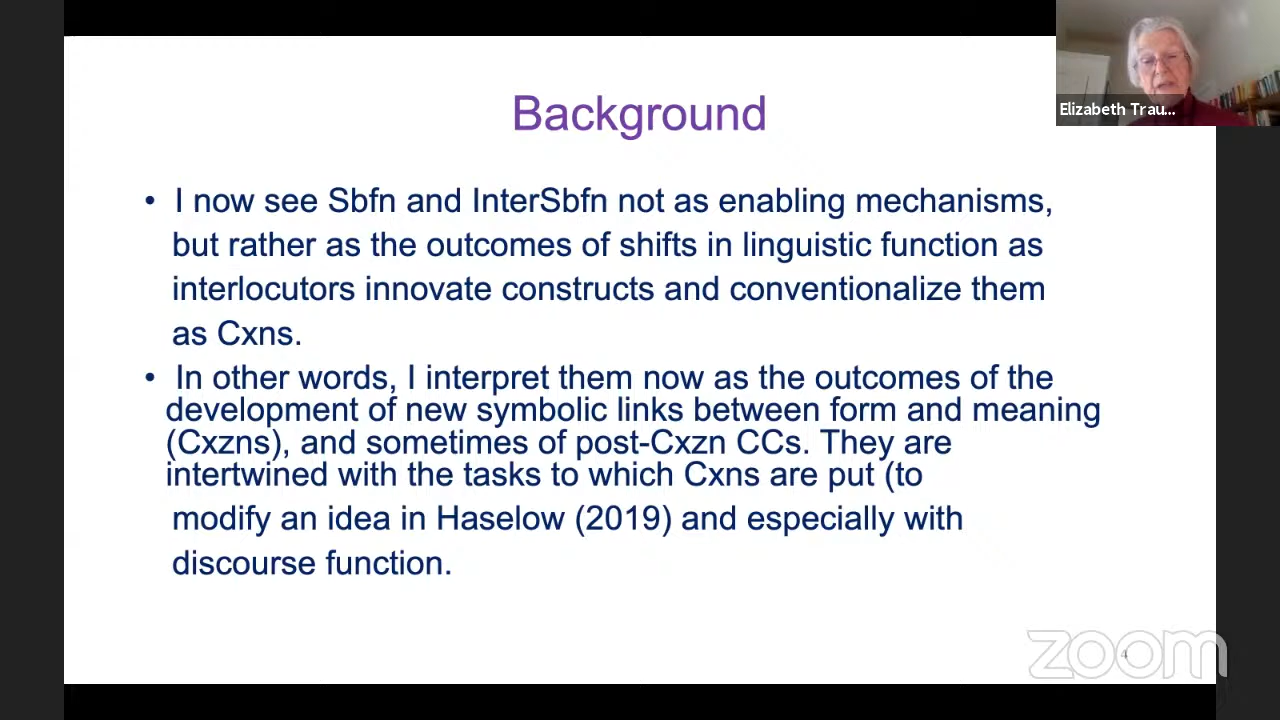 Background
Elizabeth Trau...
• I now see Sbfn and InterSbfn not as enabling mechanisms,
but rather as the outcomes of shifts in linguistic function as
interlocutors innovate constructs and conventionalize them
as Cxns.
• In other words, I interpret them now as the outcomes of the
development of new symbolic links between form and meaning
(Cxzns), and sometimes of post-Cxzn CCs. They are
intertwined with the tasks to which Cxns are put (to
modify an idea in Haselow (2019) and especially with
discourse function.
4
zoom